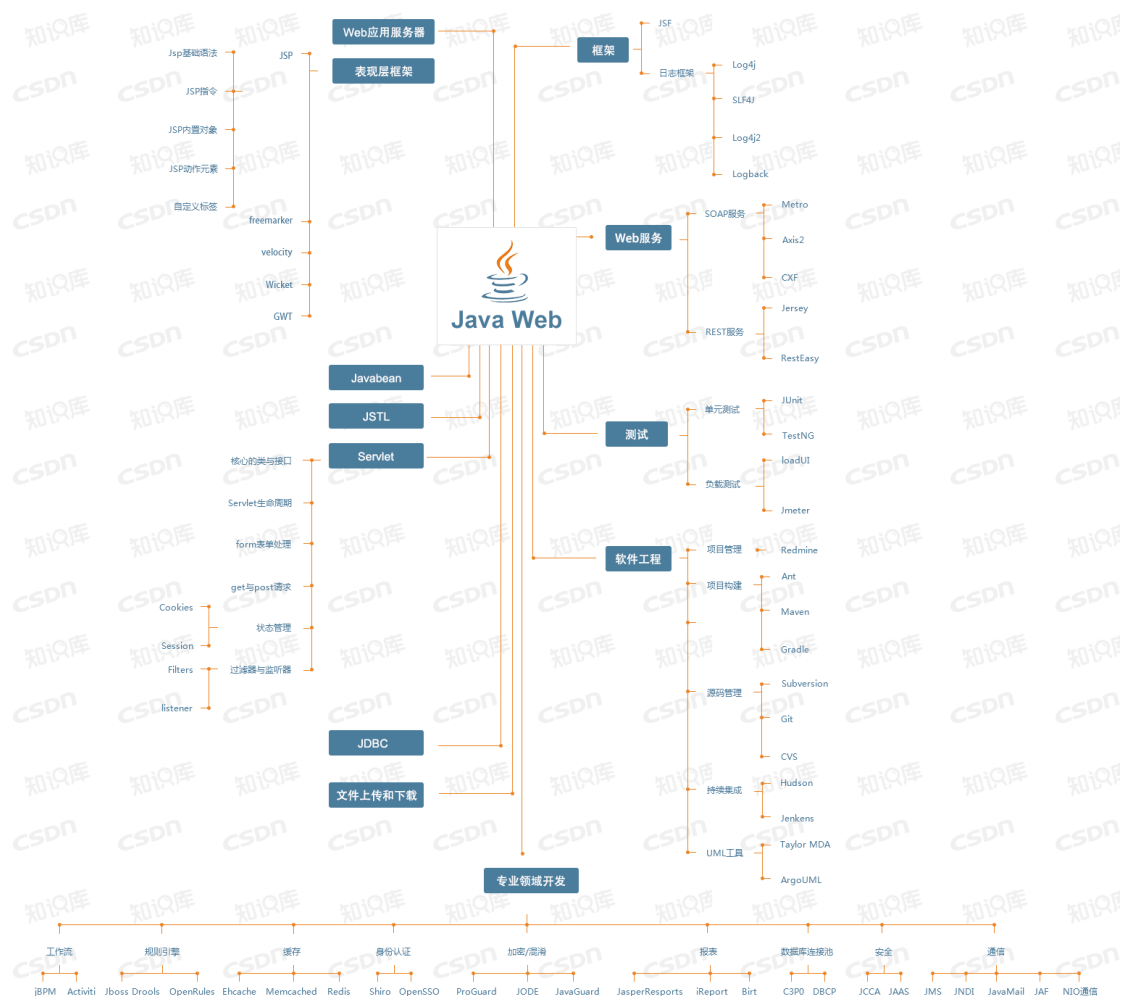 Web应用服务器
表现层框架
JSP
Jsp基础语法
JSP指令
JSP内置对象
JSP动作元素
自定义标签
freemarker
velocity
Wicket
GWT
框架
JSF
日志框架
Log4j
SLF4J
Log4j2
Logback
Java Web
Web服务
SOAP服务
Metro
Axis2
CXF
REST服务
Jersey
RestEasy
Javabean
JSTL
Servlet
核心的类与接口
Servlet生命周期
form表单处理
get与post请求
状态管理
Cookies
Session
过滤器与监听器
Filters
listener
测试
单元测试
JUnit
TestNG
负载测试
loadUI
Jmeter
软件工程
项目管理
Redmine
项目构建
Ant
Maven
Gradle
源码管理
Subversion
Git
CVS
持续集成
Hudson
Jenkens
UML工具
Taylor MDA
ArgoUML
JDBC
文件上传和下载
专业领域开发
工作流
jBPM
Activiti
规则引擎
Jboss Drools
OpenRules
缓存
Ehcache
Memcached
Redis
身份认证
Shiro
OpenSSO
加密/混淆
ProGuard
JODE
JavaGuard
报表
JasperResports
iReport
Birt
数据库连接池
C3P0
DBCP
安全
JCCA
JAAS
通信
JMS
JNDI
JavaMail
JAF
NIO通信
知识库
CSDN